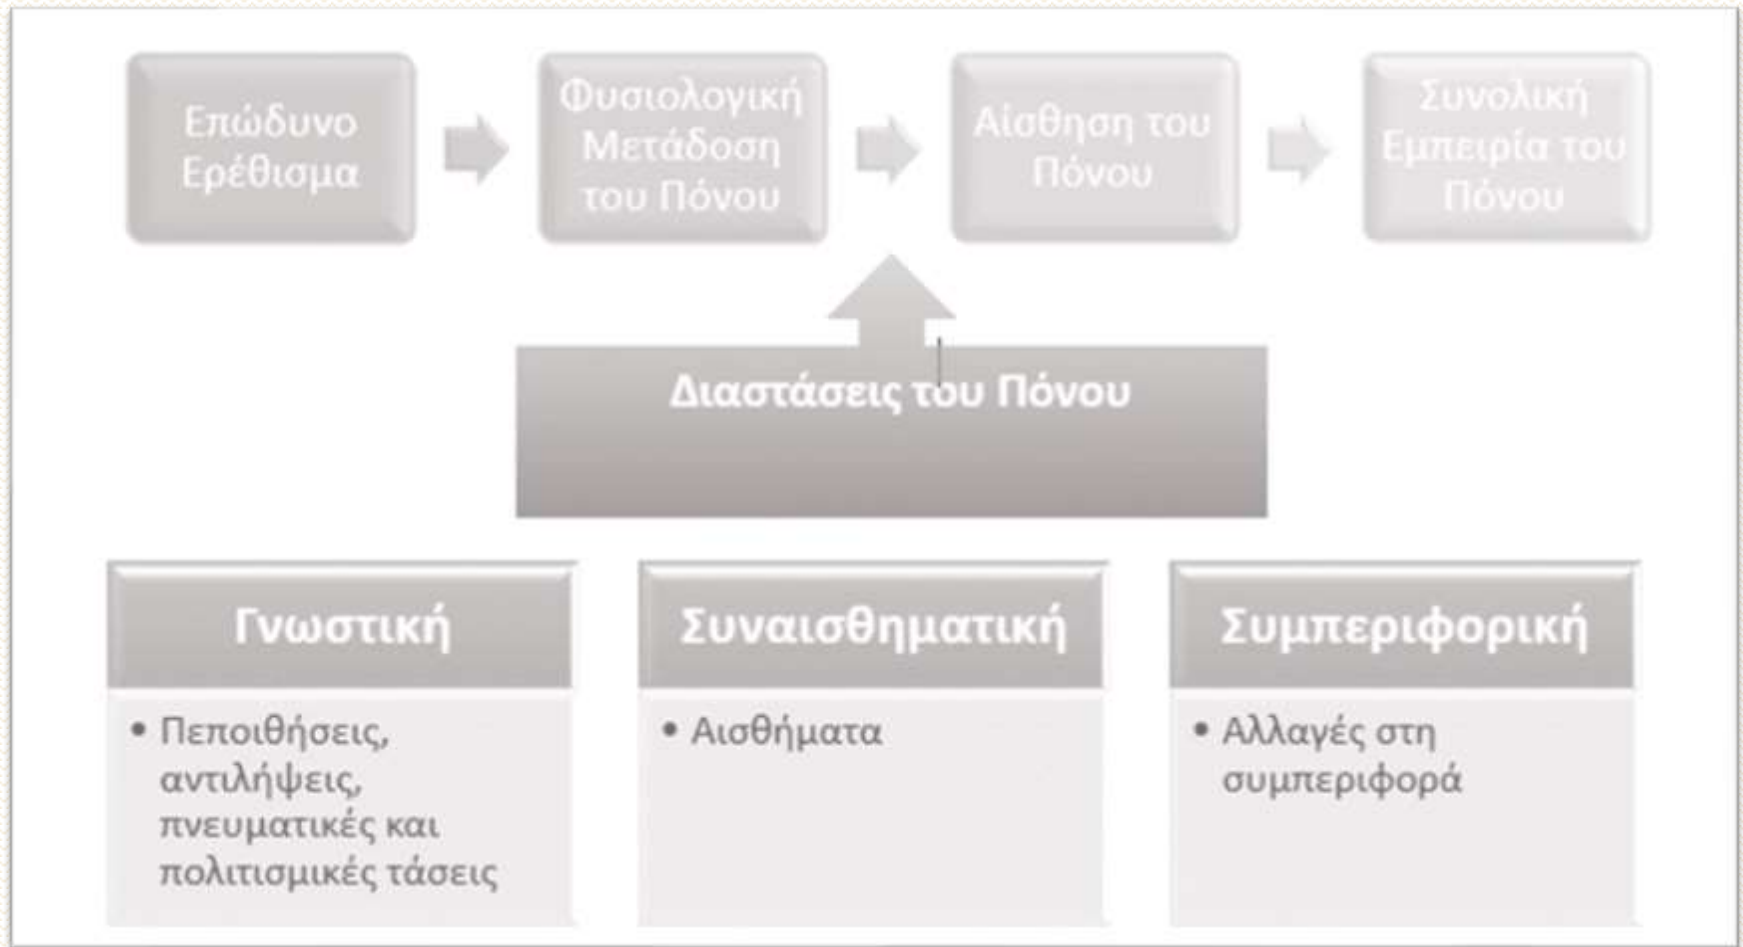 Επώδυνο
Ερέθισμα
Φυσιολογική
Μετάδοση
του Πόνου
Αίσθηση του
Πόνου
Συνολική
Εμπειρία του
Πόνου
Διαστάσεις του Πόνου
Γνωστική
• Πεποιθήσεις,
αντιλήψεις,
πνευματικές και
πολιτισμικές τάσεις
Συναισθηματική
• Αισθήματα
Συμπεριφορική
• Αλλαγές στη
συμπεριφορά